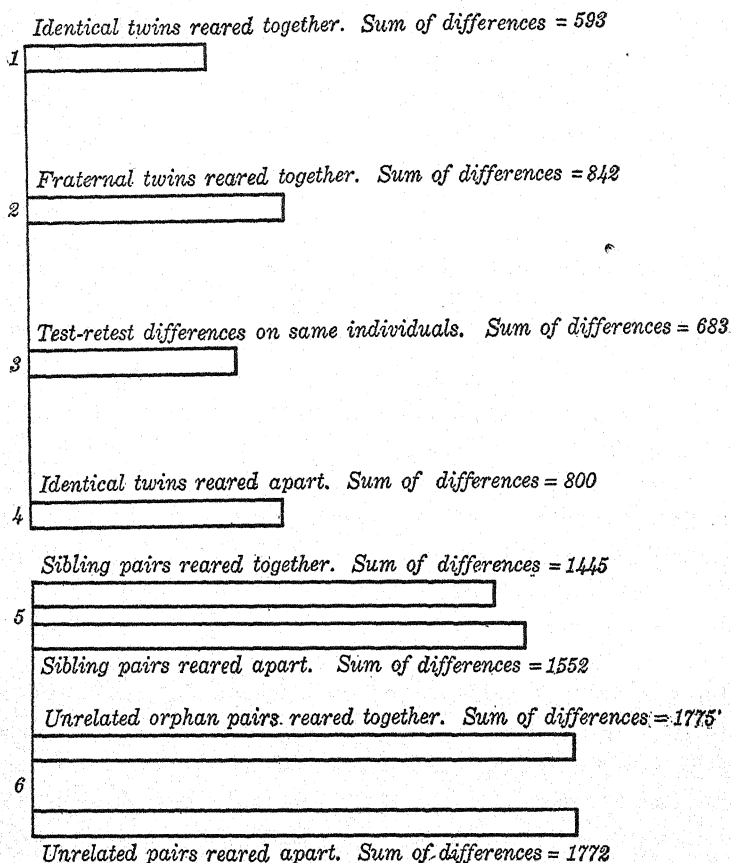 Identical twins reared together. Sum of differences = 593
1
Fraternal twins reared together. Sum of differences = 842
2
Test-retest differences on same individuals. Sum of differences = 683
3
Identical twins reared apart. Sum of differences = 800
4
Sibling pairs reared together. Sum of differences = 1445
5
Sibling pairs reared apart. Sum of differences = 1552
Unrelated orphan pairs reared together. Sum of differences = 1775
6
Unrelated pairs reared apart. Sum of differences = 1772